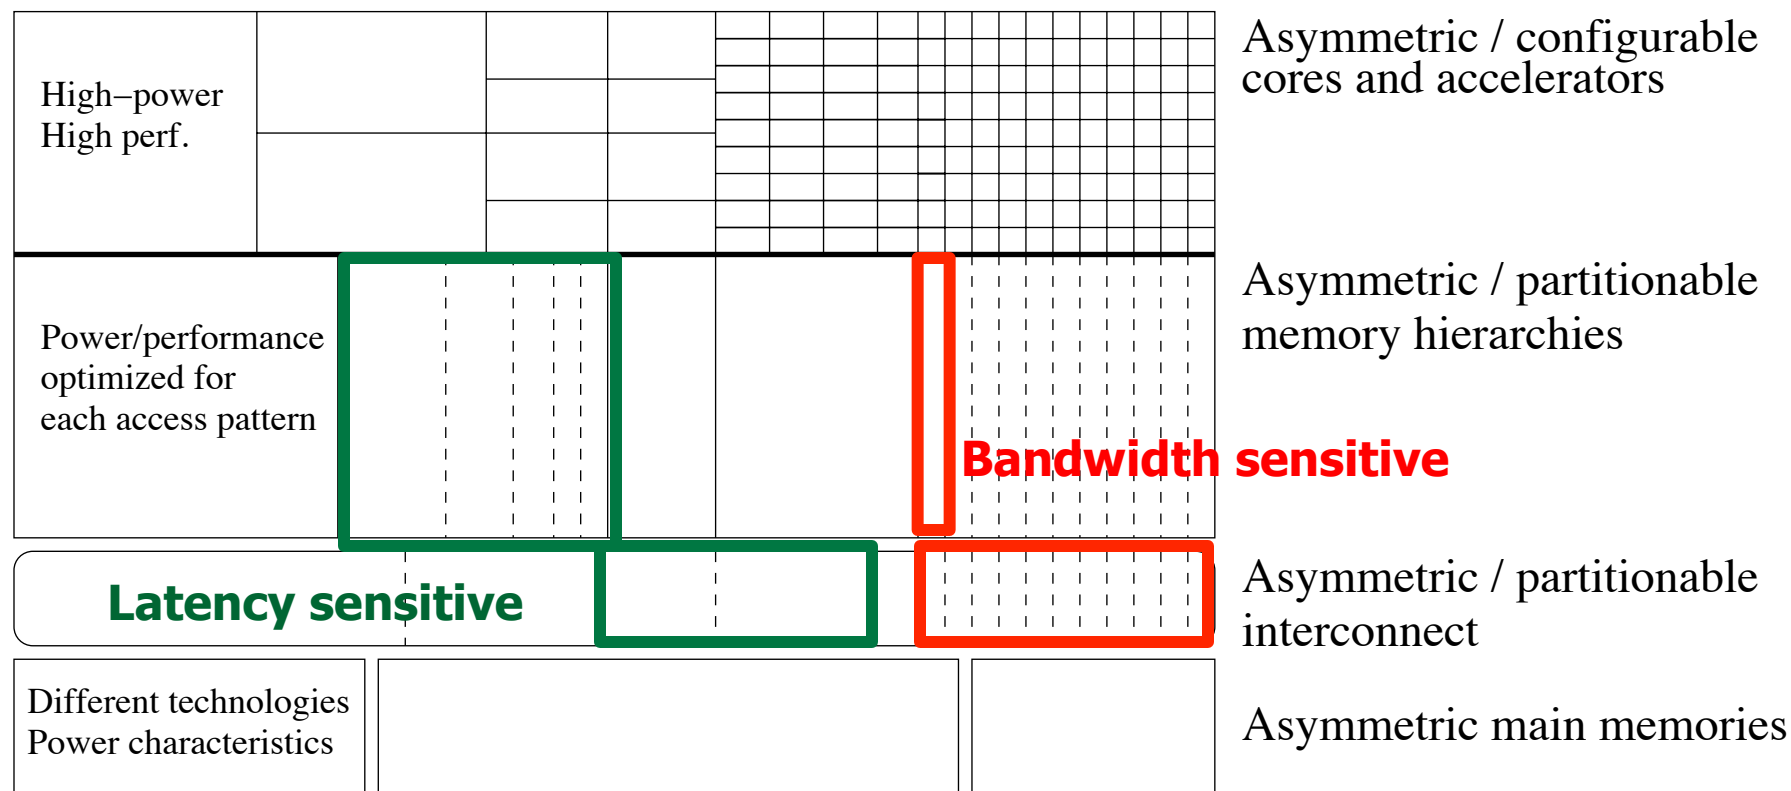 High−power
High perf.
Asymmetric / configurable
cores and accelerators
Power/performance
optimized for
each access pattern
Asymmetric / partitionable
memory hierarchies
Bandwidth sensitive
Latency sensitive
Asymmetric / partitionable
interconnect
Different technologies
Power characteristics
Asymmetric main memories